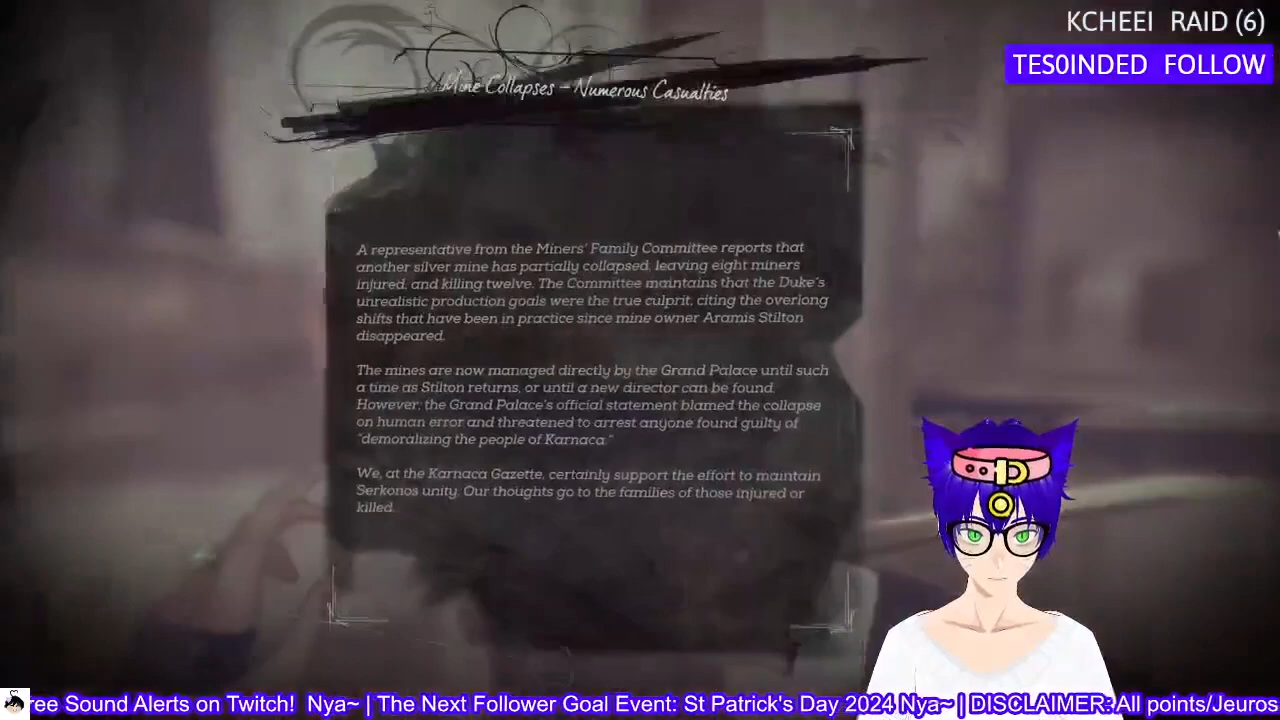 KCHEEI RAID (6)
TES0INDED FOLLOW
Mine Collapses - Numerous Casualties
A representative from the Miners' Family Committee reports that
another silver mine has partially collapsed, leaving eight miners
injured, and killing twelve. The Committee maintains that the Duke's
unrealistic production goals were the true culprit, citing the overlong
shifts that have been in practice since mine owner Aramis Stilton
disappeared.
The mines are now managed directly by the Grand Palace until such
a time as Stilton returns, or until a new director can be found.
However, the Grand Palace's official statement blamed the collapse
on human error and threatened to arrest anyone found guilty of
"demoralizing the people of Karnaca."
We, at the Karnaca Gazette, certainly support the effort to maintain
Serkonos unity. Our thoughts go to the families of those injured or
killed.
ree Sound Alerts on Twitch! Nya~ | The Next Follower Goal Event: St Patrick's Day 2024 Nya~ | DISCLAIMER: All points/Jeuros